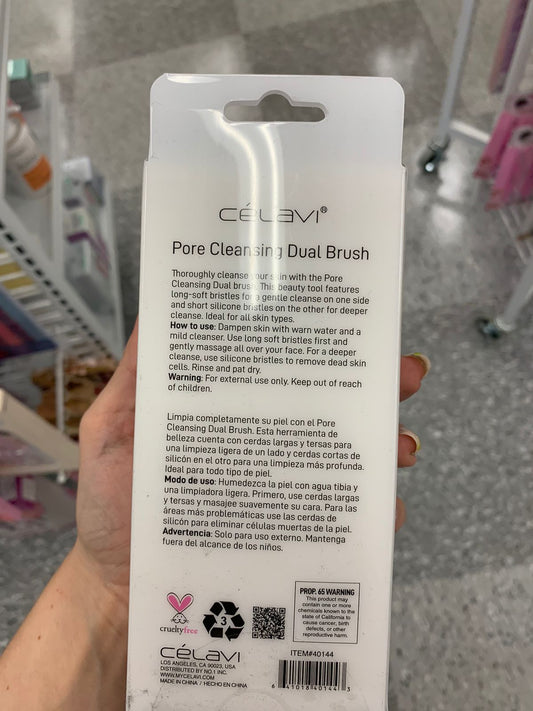 CéLAVI®
Pore Cleansing Dual Brush
Thoroughly cleanse your skin with the Pore
Cleansing Dual brush. This beauty tool features
long-soft bristles for a gentle cleanse on one side
and short silicone bristles on the other for deeper
cleanse. Ideal for all skin types.
How to use: Dampen skin with warn water and a
mild cleanser. Use long soft bristles first and
gently massage all over your face. For a deeper
cleanse, use silicone bristles to remove dead skin
cells. Rinse and pat dry.
Warning: For external use only. Keep out of reach
of children.
Limpia completamente su piel con el Pore
Cleansing Dual Brush. Esta herramienta de
belleza cuenta con cerdas largas y tersas para
una limpieza ligera de un lado y cerdas cortas de
silicón en el otro para una limpieza más profunda.
Ideal para todo tipo de piel.
Modo de uso: Humedezca la piel con agua tibia y
una limpiadora ligera. Primero, use cerdas largas
y tersas y masajee suavemente su cara. Para las
áreas más problemáticas use las cerdas de
silicón para eliminar células muertas de la piel.
Advertencia: Solo para uso externo. Mantenga
fuera del alcance de los niños.
crueltyfree
3
PROP. 65 WARNING
This product may
contain one or more
chemicals known to the
state of California to
cause cancer, birth
defects, or other
reproductive harm.
CéLAVI
LOS ANGELES, CA 90023, USA
DISTRIBUTED BY NO.1 INC.
WWW.MYCELAVI.COM
MADE IN CHINA / HECHO EN CHINA
ITEM#40144
6 41018 40144 3